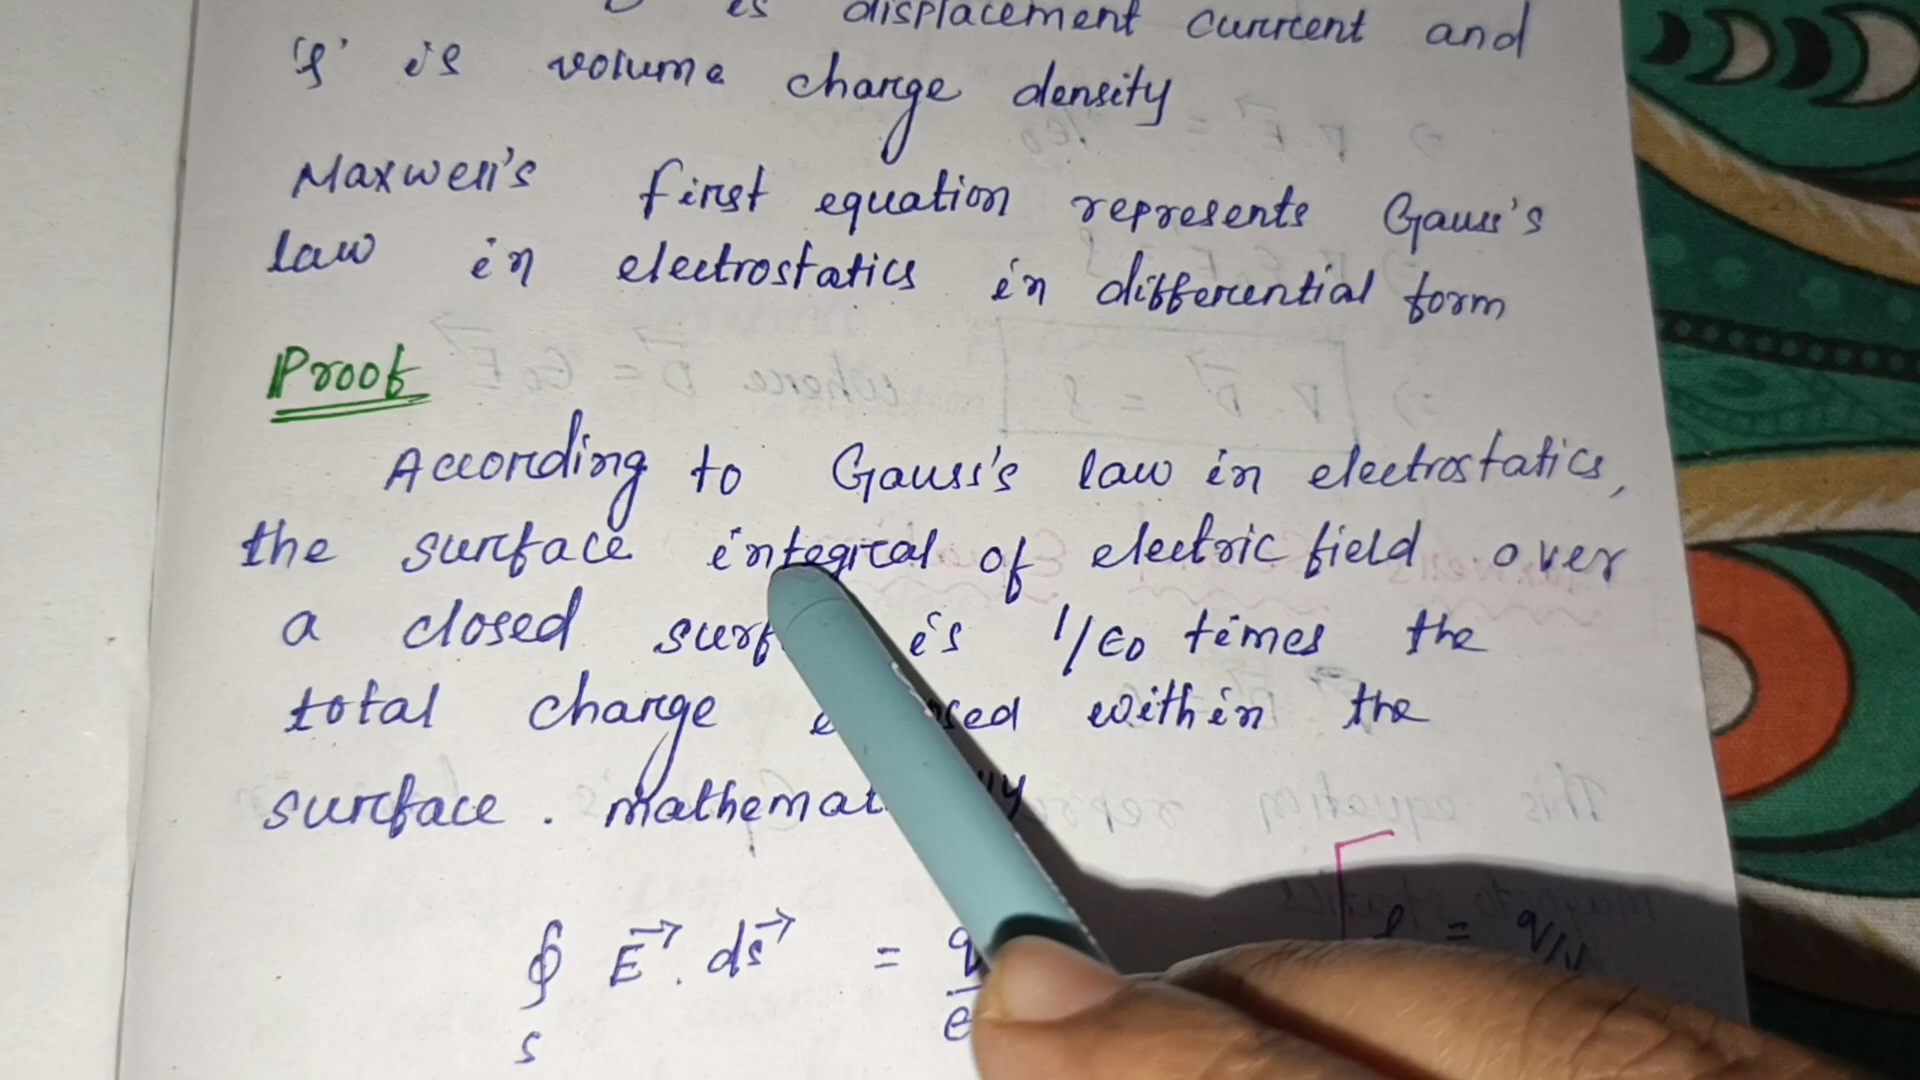 is displacement current and
'ρ' is volume charge density
Maxwell's first equation represents Gauss's
law in electrostatics in differential form
Proof
According to Gauss's law in electrostatics,
the surface integral of electric field over
a closed is 1/ϵ0 times the
total charge within the
surface. mathematically
∮ E⃗ . ds⃗ = q
S
ρ = q/V